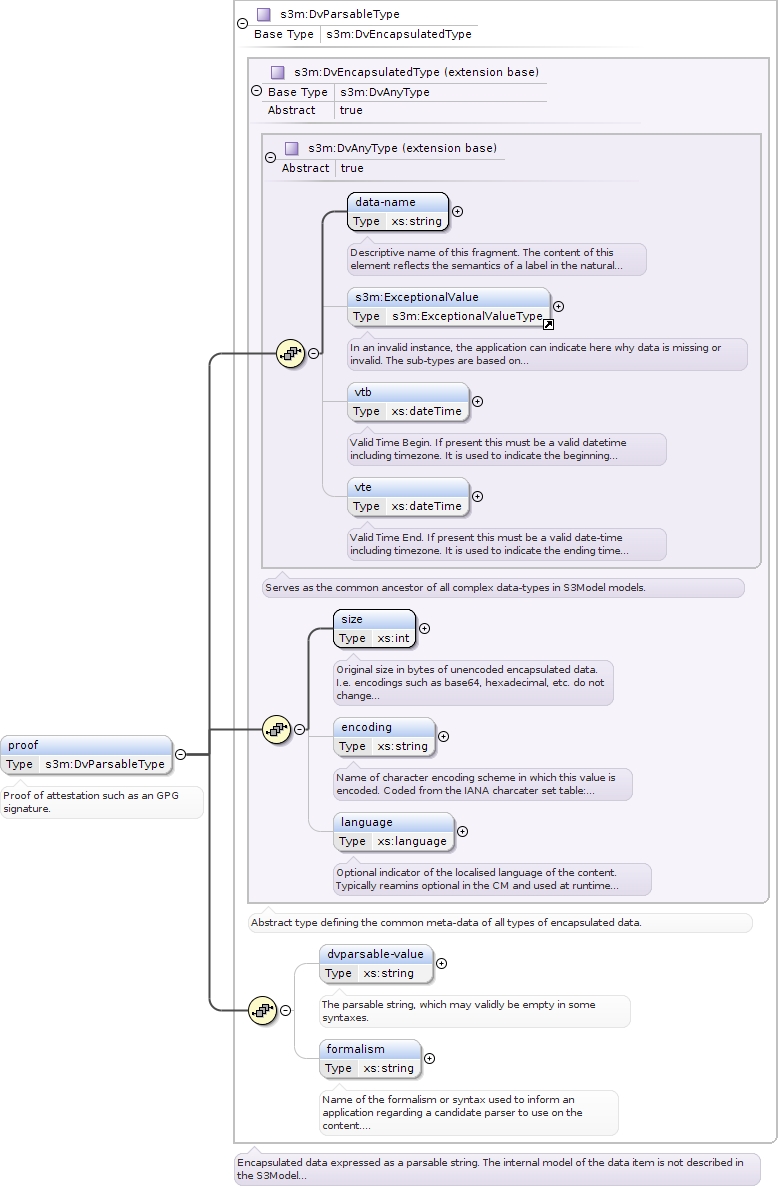 s3m:DvParsableType
Base Type s3m:DvEncapsulatedType
s3m:DvEncapsulatedType (extension base)
Base Type s3m:DvAnyType
Abstract true
s3m:DvAnyType (extension base)
Abstract true
data-name
Type xs:string
Descriptive name of this fragment. The content of this
element reflects the semantics of a label in the natural...
s3m:ExceptionalValue
Type s3m:ExceptionalValueType
In an invalid instance, the application can indicate here why data is missing or
invalid. The sub-types are based on...
vtb
Type xs:dateTime
Valid Time Begin. If present this must be a valid datetime
including timezone. It is used to indicate the beginning...
vte
Type xs:dateTime
Valid Time End. If present this must be a valid date-time
including timezone. It is used to indicate the ending time...
Serves as the common ancestor of all complex data-types in S3Model models.
size
Type xs:int
Original size in bytes of unencoded encapsulated data.
I.e. encodings such as base64, hexadecimal, etc. do not
change...
encoding
Type xs:string
Name of character encoding scheme in which this value is
encoded. Coded from the IANA charcater set table:...
language
Type xs:language
Optional indicator of the localised language of the content.
Typically reamins optional in the CM and used at runtime...
Abstract type defining the common meta-data of all types of encapsulated data.
proof
Type s3m:DvParsableType
Proof of attestation such as an GPG
signature.
dvparsable-value
Type xs:string
The parsable string, which may validly be empty in some
syntaxes.
formalism
Type xs:string
Name of the formalism or syntax used to inform an
application regarding a candidate parser to use on the
content....
Encapsulated data expressed as a parsable string. The internal model of the data item is not described in
the S3Model...